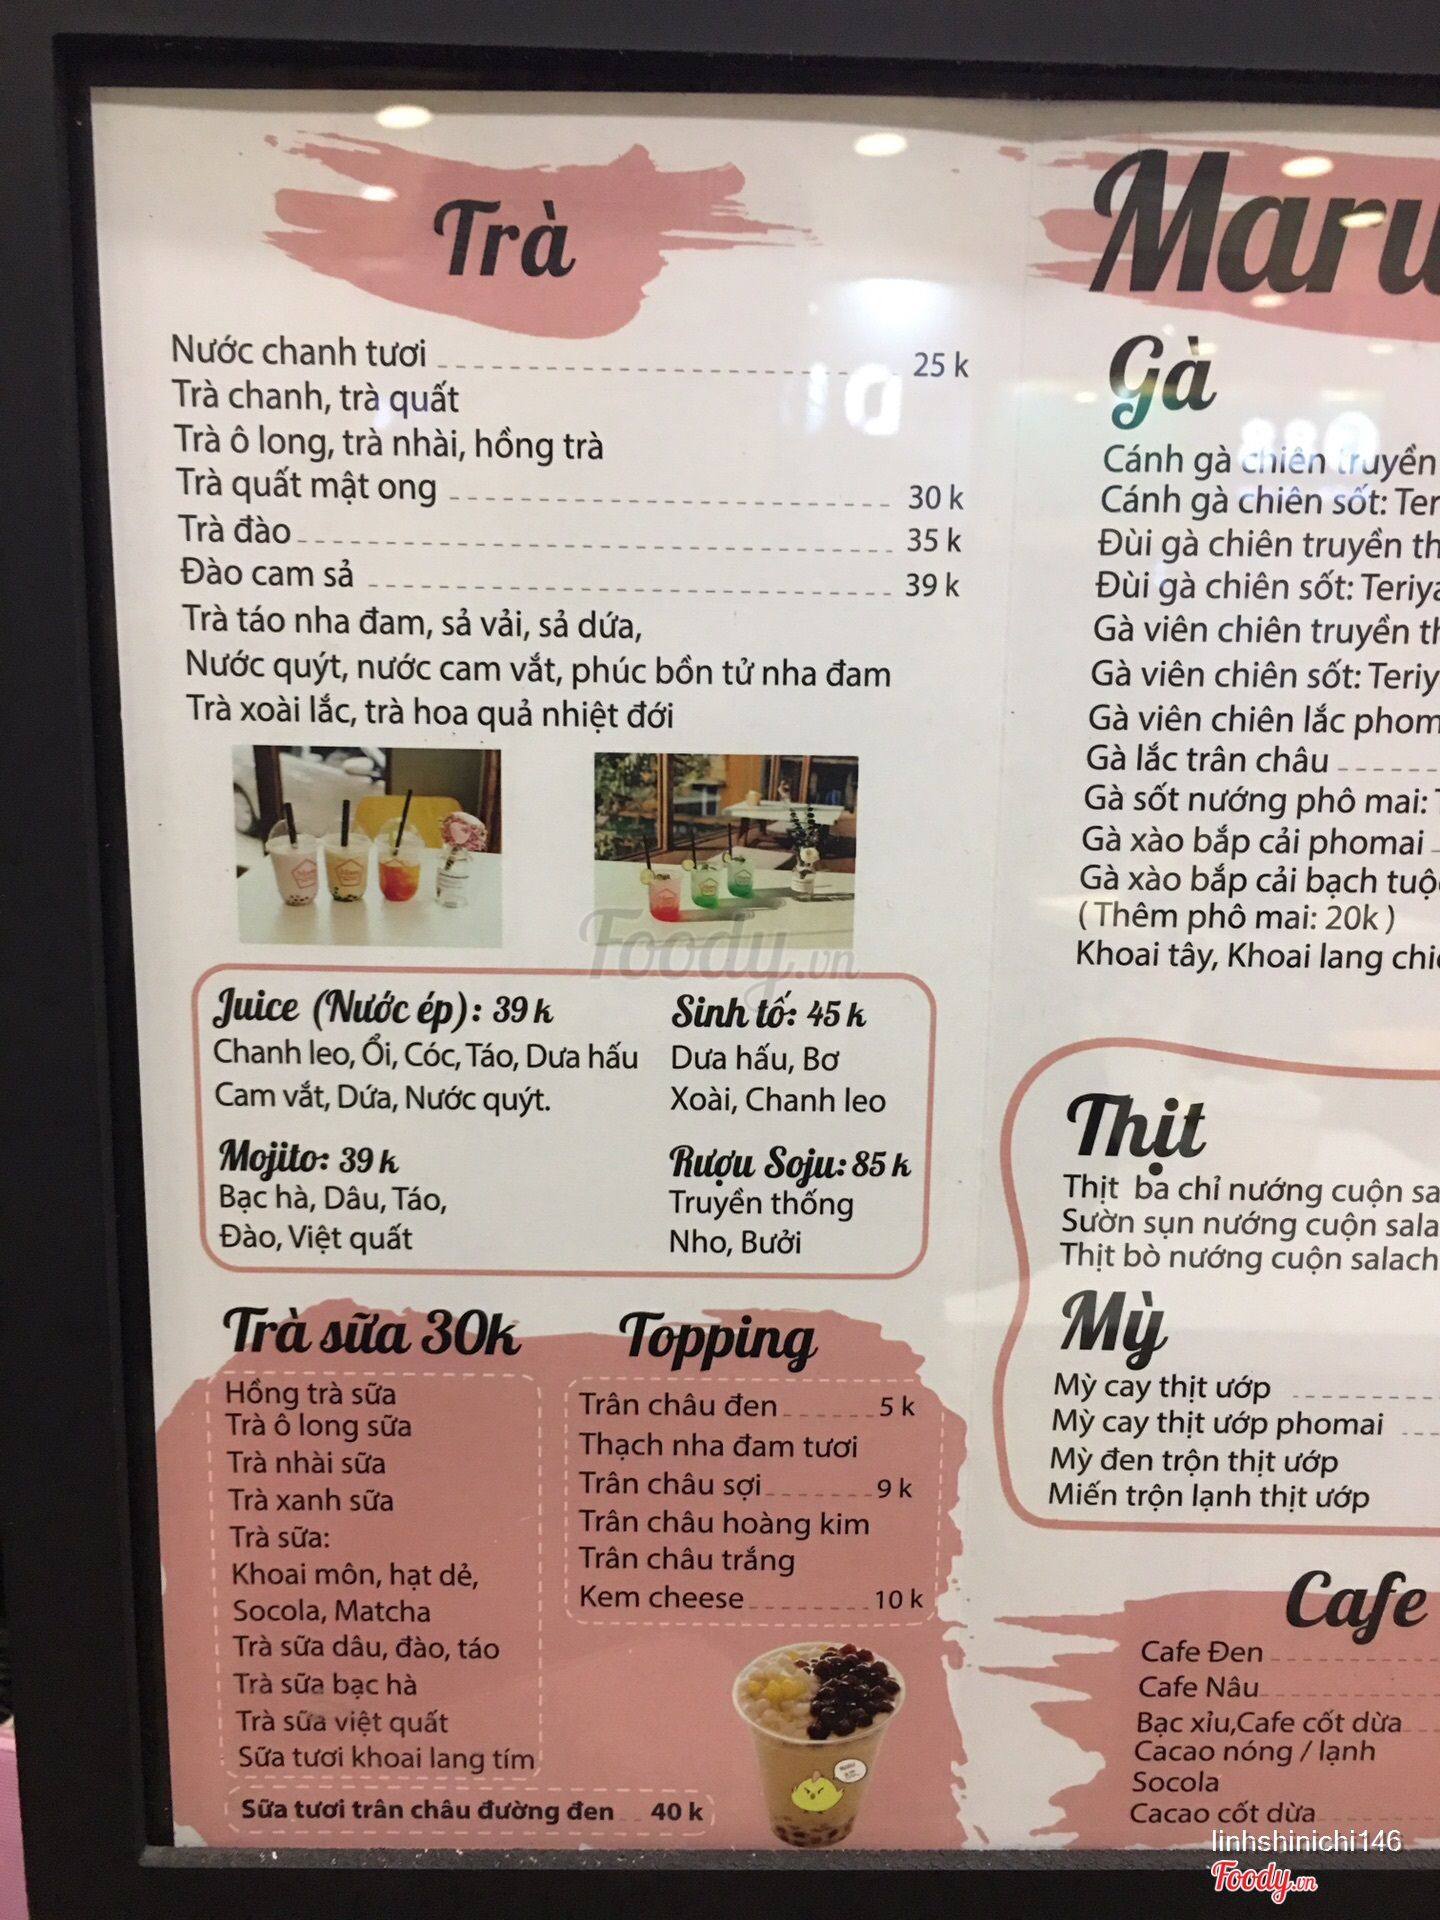 Trà
Nước chanh tươi 25 k
Trà chanh, trà quất
Trà ô long, trà nhài, hồng trà
Trà quất mật ong 30 k
Trà đào 35 k
Đào cam sả 39 k
Trà táo nha đam, sả vải, sả dứa,
Nước quýt, nước cam vắt, phúc bồn tử nha đam
Trà xoài lắc, trà hoa quả nhiệt đới
Foody.vn
Juice (Nước ép): 39 k
Chanh leo, Ổi, Cóc, Táo, Dưa hấu
Cam vắt, Dứa, Nước quýt.
Sinh tố: 45 k
Dưa hấu, Bơ
Xoài, Chanh leo
Mojito: 39 k
Bạc hà, Dâu, Táo,
Đào, Việt quất
Rượu Soju: 85 k
Truyền thống
Nho, Bưởi
Trà sữa 30k
Hồng trà sữa
Trà ô long sữa
Trà nhài sữa
Trà xanh sữa
Trà sữa:
Khoai môn, hạt dẻ,
Socola, Matcha
Trà sữa dâu, đào, táo
Trà sữa bạc hà
Trà sữa việt quất
Sữa tươi khoai lang tím
Sữa tươi trân châu đường đen 40 k
Topping
Trân châu đen 5 k
Thạch nha đam tươi
Trân châu sợi 9 k
Trân châu hoàng kim
Trân châu trắng
Kem cheese 10 k
Maru
Gà
Cánh gà chiên truyền
Cánh gà chiên sốt: Ter
Đùi gà chiên truyền th
Đùi gà chiên sốt: Teriya
Gà viên chiên truyền th
Gà viên chiên sốt: Teriy
Gà viên chiên lắc phom
Gà lắc trân châu
Gà sốt nướng phô mai:
Gà xào bắp cải phomai
Gà xào bắp cải bạch tuộ
(Thêm phô mai: 20k)
Khoai tây, Khoai lang chi
Thịt
Thịt ba chỉ nướng cuộn sa
Sườn sụn nướng cuộn sala
Thịt bò nướng cuộn salach
Mỳ
Mỳ cay thịt ướp
Mỳ cay thịt ướp phomai
Mỳ đen trộn thịt ướp
Miến trộn lạnh thịt ướp
Cafe
Cafe Đen
Cafe Nâu
Bạc xỉu,Cafe cốt dừa
Cacao nóng / lạnh
Socola
Cacao cốt dừa
linhshinichi146
Foody.vn